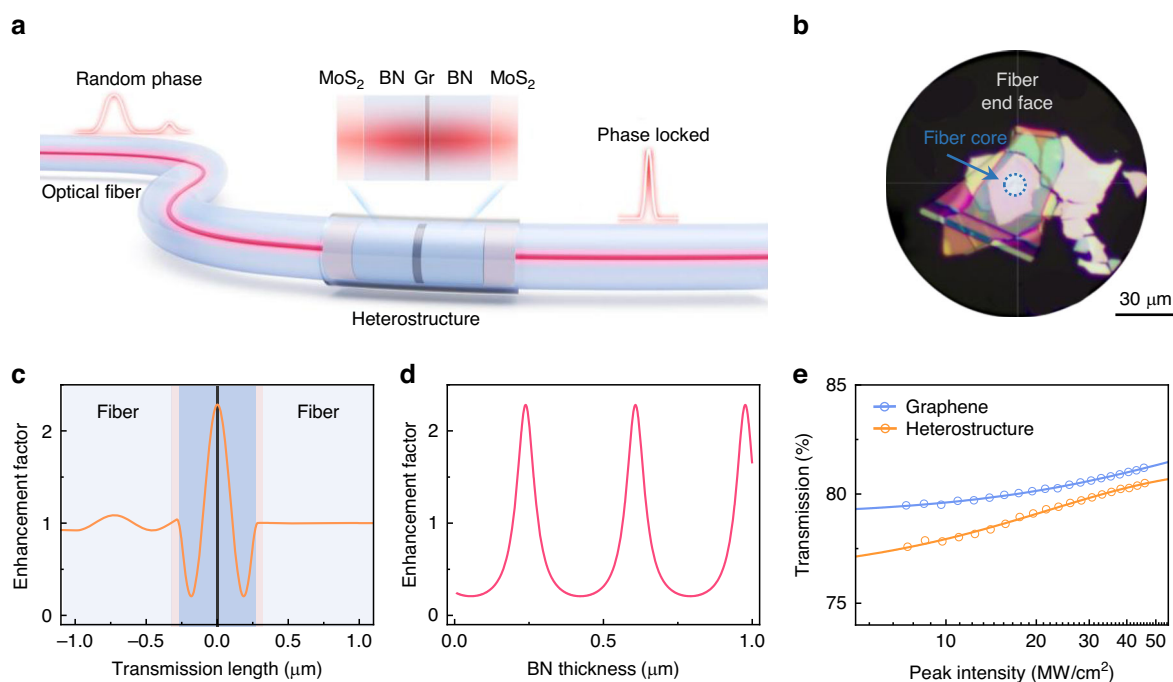 a
Random phase
MoS₂ BN Gr BN MoS₂
Phase locked
Optical fiber
Heterostructure
b
Fiber
end face
Fiber core
30 μm
c
Enhancement factor
2
1
0
Fiber
Fiber
−1.0 −0.5 0.0 0.5 1.0
Transmission length (μm)
d
Enhancement factor
2
1
0
0.0 0.5 1.0
BN thickness (μm)
e
Transmission (%)
85
80
75
Graphene
Heterostructure
10 20 30 40 50
Peak intensity (MW/cm²)